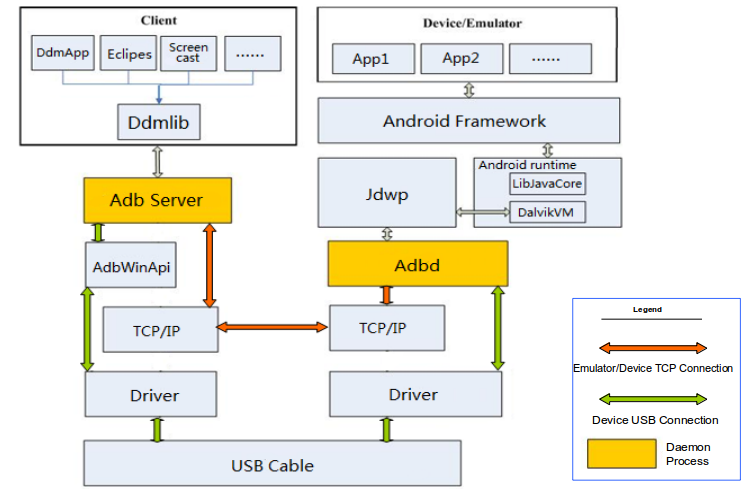 Client
DdmApp
Eclipes
Screen
cast
......
Ddmlib
Device/Emulator
App1
App2
......
Android Framework
Android runtime
LibJavaCore
DalvikVM
Jdwp
Adb Server
Adbd
AdbWinApi
TCP/IP
TCP/IP
Driver
Driver
USB Cable
Legend
Emulator/Device TCP Connection
Device USB Connection
Daemon
Process